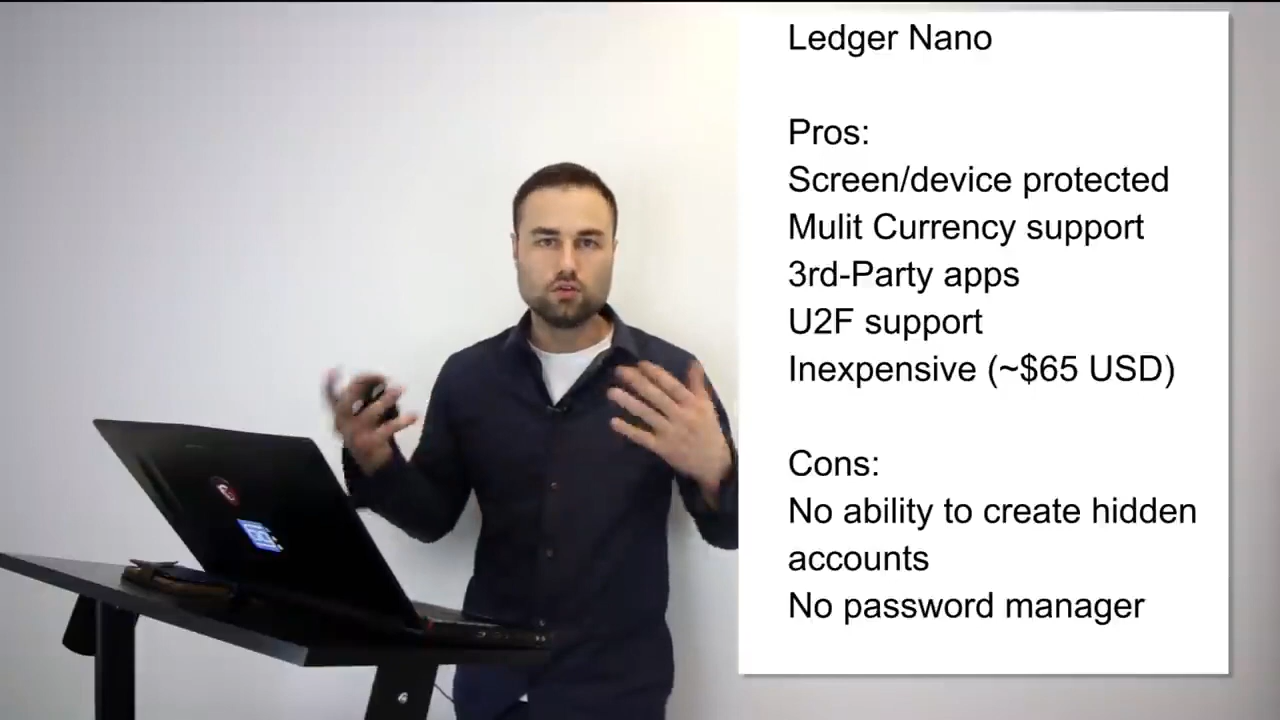 Ledger Nano
Pros:
Screen/device protected
Mulit Currency support
3rd-Party apps
U2F support
Inexpensive (~$65 USD)
Cons:
No ability to create hidden
accounts
No password manager